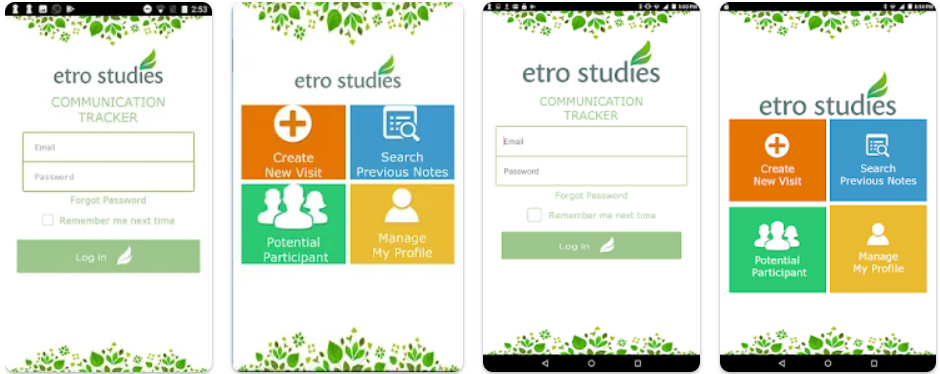 2:53
etro studies
COMMUNICATION
TRACKER
Email
Password
Forgot Password
Remember me next time
Log In
etro studies
Create
New Visit
Search
Previous Notes
Potential
Participant
Manage
My Profile
etro studies
COMMUNICATION
TRACKER
Email
Password
Forgot Password
Remember me next time
Log In
etro studies
Create
New Visit
Search
Previous Notes
Potential
Participant
Manage
My Profile